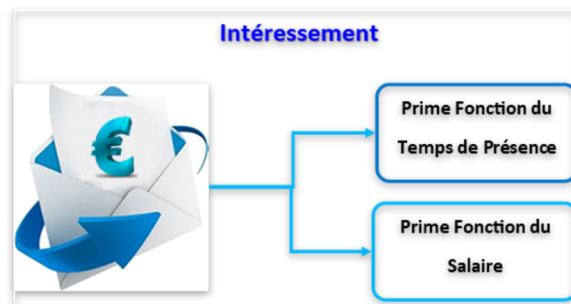 Intéressement
€
Prime Fonction du
Temps de Présence
Prime Fonction du
Salaire